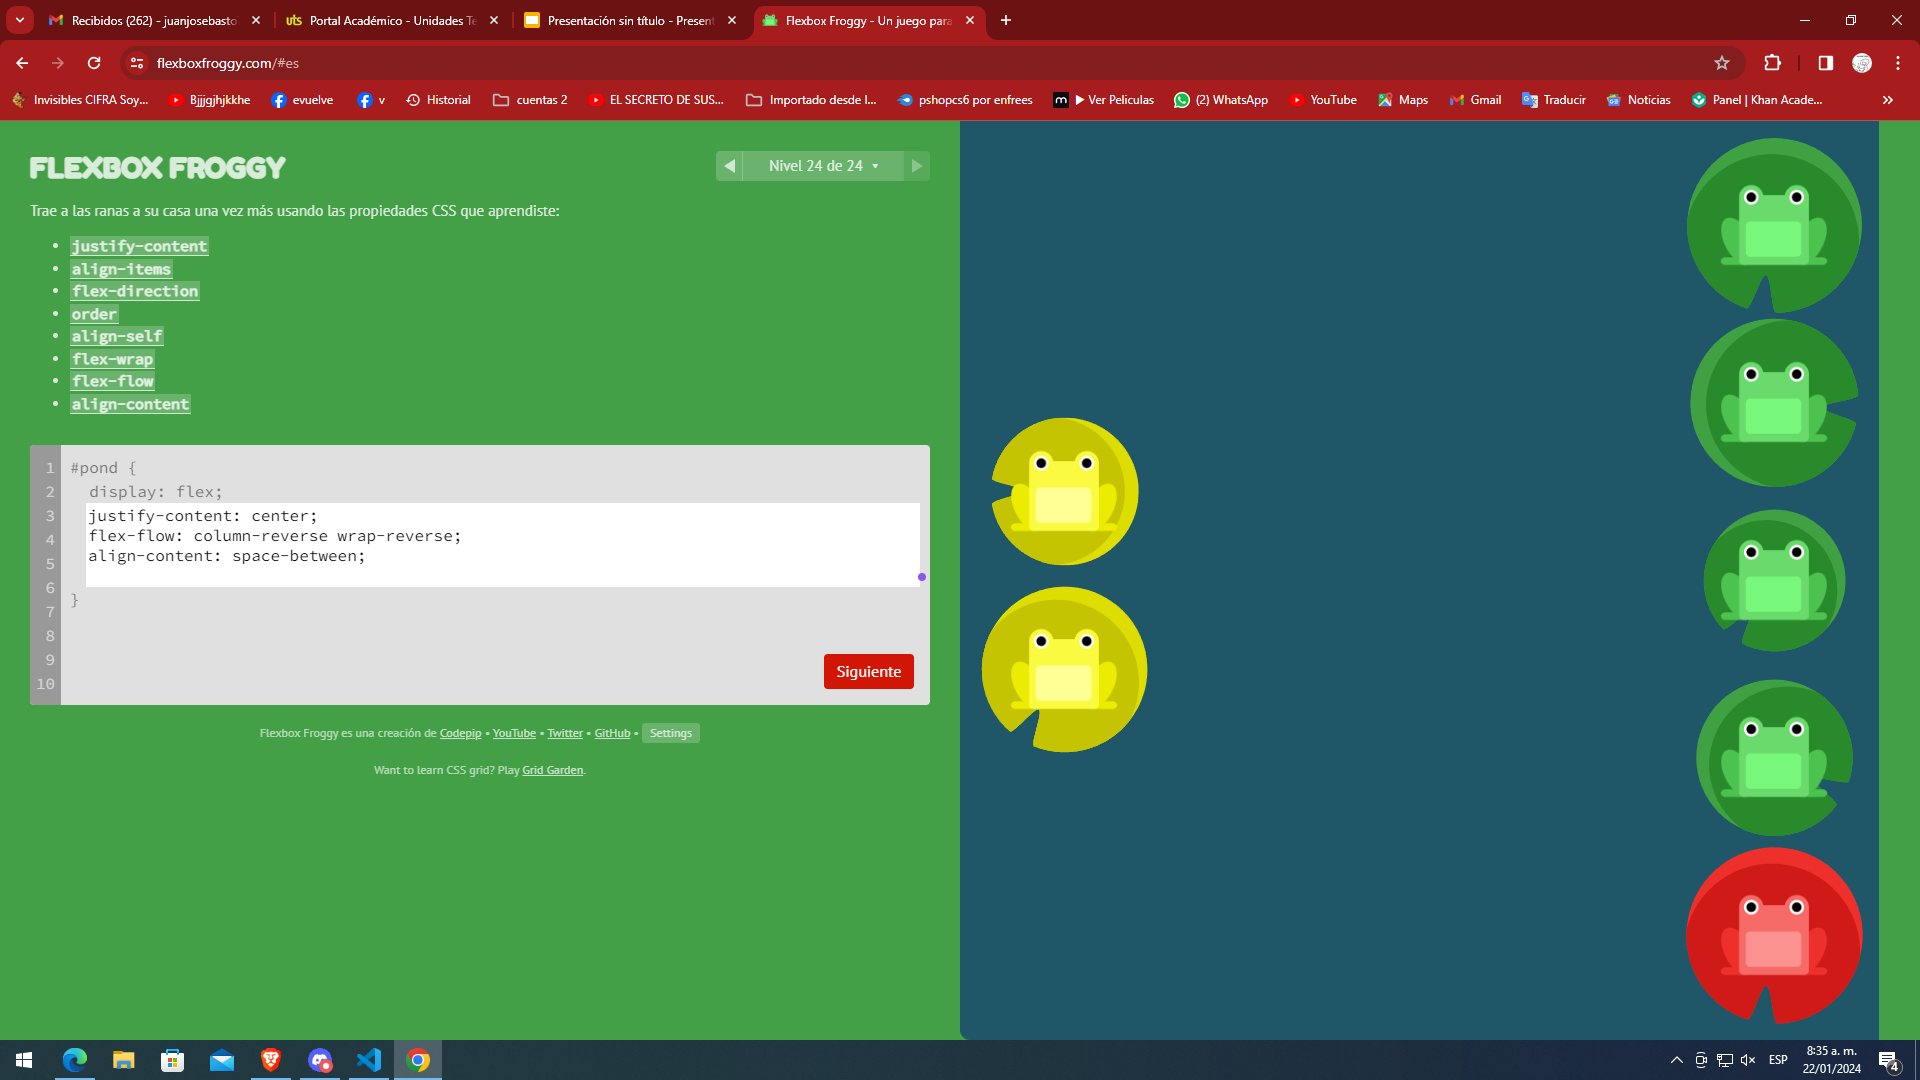 Recibidos (262) - juanjosebasto
Portal Académico - Unidades Te
Presentación sin título - Present
Flexbox Froggy - Un juego para
flexboxfroggy.com/#es
Invisibles CIFRA Soy...
Bjjjgjhjkkhe
evuelve
v
Historial
cuentas 2
EL SECRETO DE SUS...
Importado desde I...
pshopcs6 por enfrees
m
▶ Ver Peliculas
(2) WhatsApp
YouTube
Maps
Gmail
Traducir
Noticias
Panel | Khan Acade...
»
FLEXBOX FROGGY
Nivel 24 de 24
Trae a las ranas a su casa una vez más usando las propiedades CSS que aprendiste:
• justify-content
• align-items
• flex-direction
• order
• align-self
• flex-wrap
• flex-flow
• align-content
1 #pond {
2 display: flex;
3 justify-content: center;
4 flex-flow: column-reverse wrap-reverse;
5 align-content: space-between;
6 }
7
8
9
10
Siguiente
Flexbox Froggy es una creación de Codepip • YouTube • Twitter • GitHub • Settings
Want to learn CSS grid? Play Grid Garden.
ESP
8:35 a. m.
22/01/2024
4